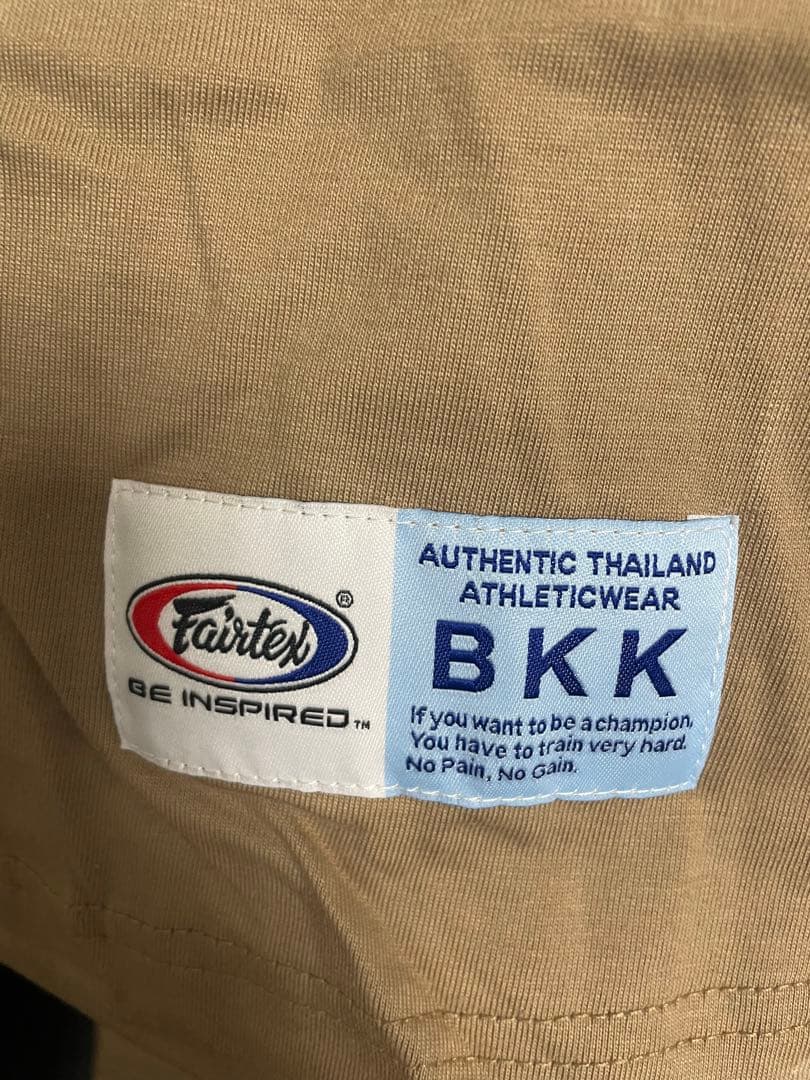 Fairtex®
BE INSPIRED™
AUTHENTIC THAILAND
ATHLETICWEAR
BKK
If you want to be a champion,
You have to train very hard.
No Pain, No Gain.